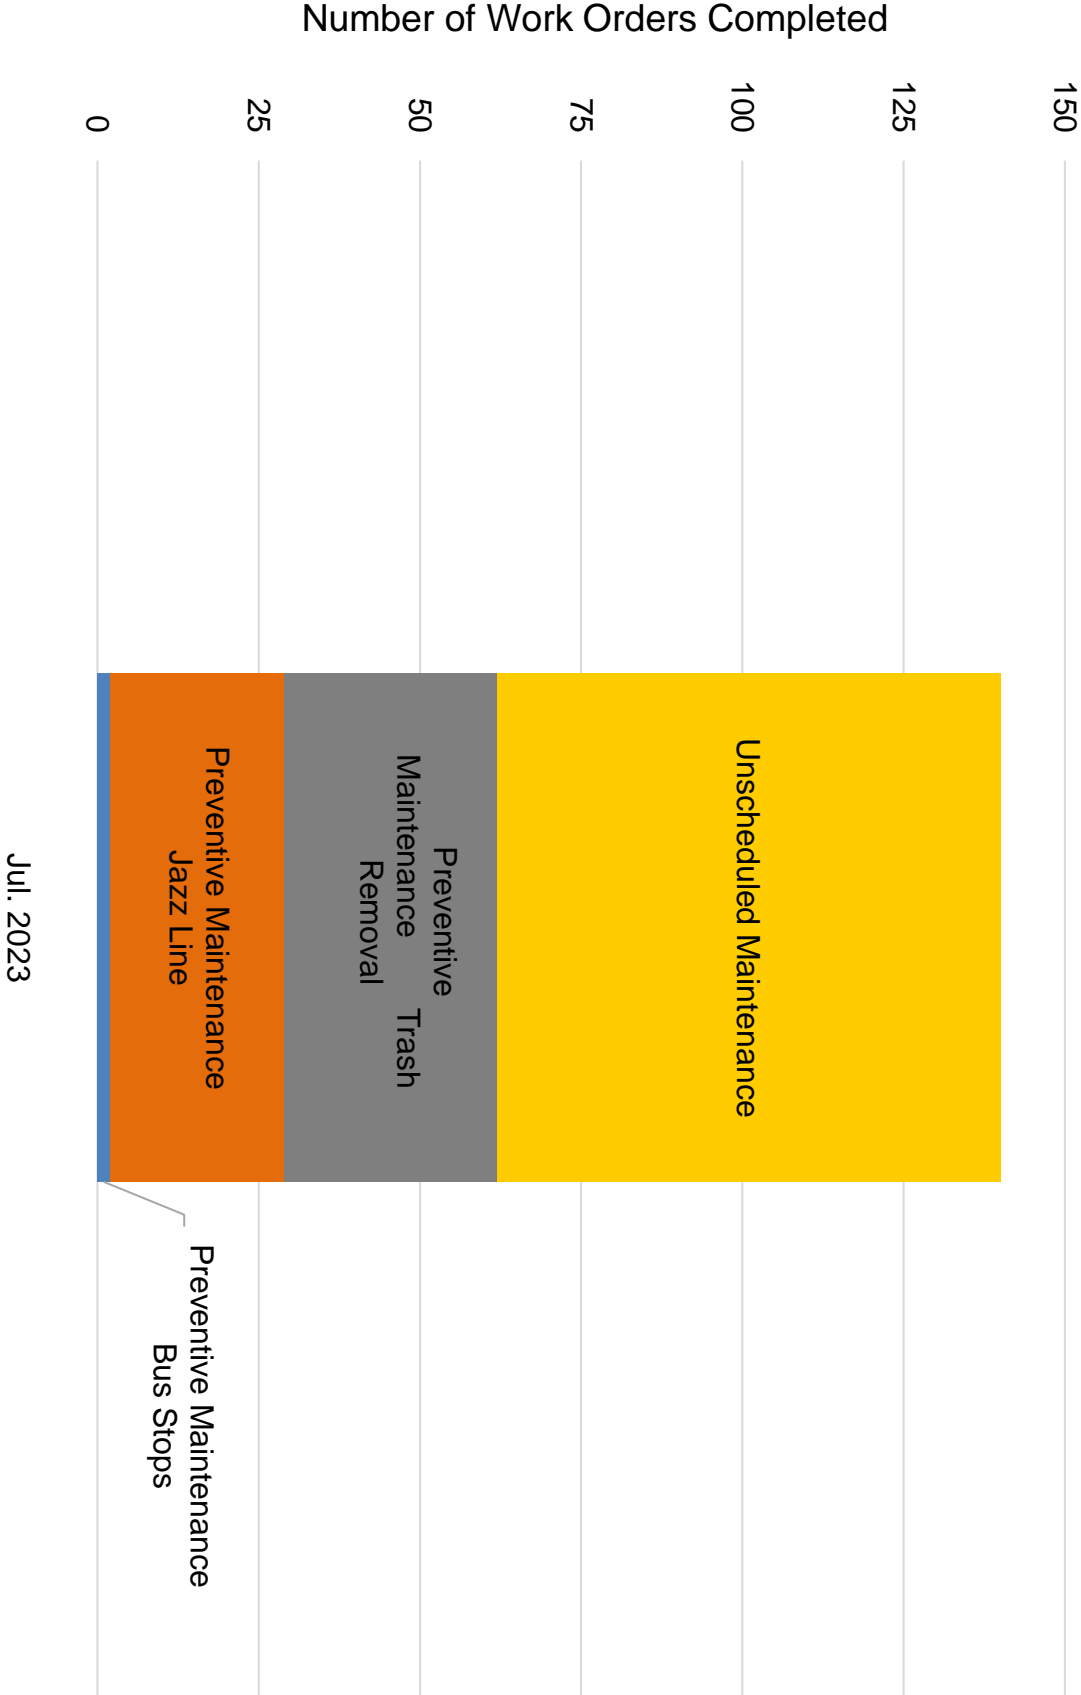 Number of Work Orders Completed
150
125
100
75
50
25
0
Unscheduled Maintenance
Preventive
Maintenance Trash
Removal
Preventive Maintenance
Jazz Line
Preventive Maintenance
Bus Stops
Jul. 2023